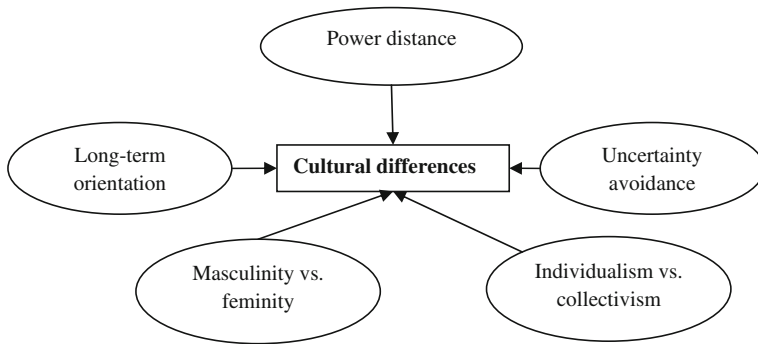 Power distance
Long-term
orientation
Cultural differences
Uncertainty
avoidance
Masculinity vs.
feminity
Individualism vs.
collectivism